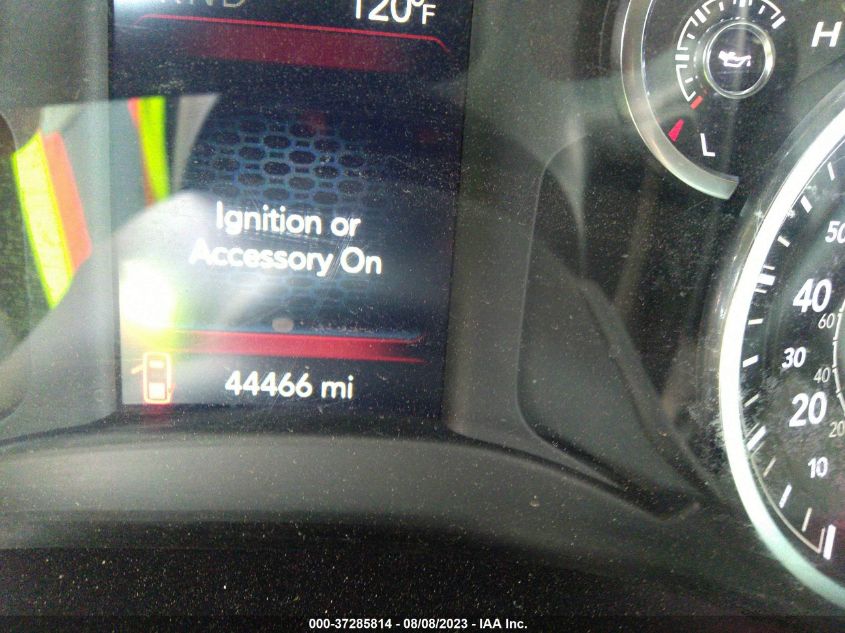 120°F
H
L
Ignition or
Accessory On
44466 mi
50
40
60
30
40
20
20
10
000-37285814 - 08/08/2023 - IAA Inc.